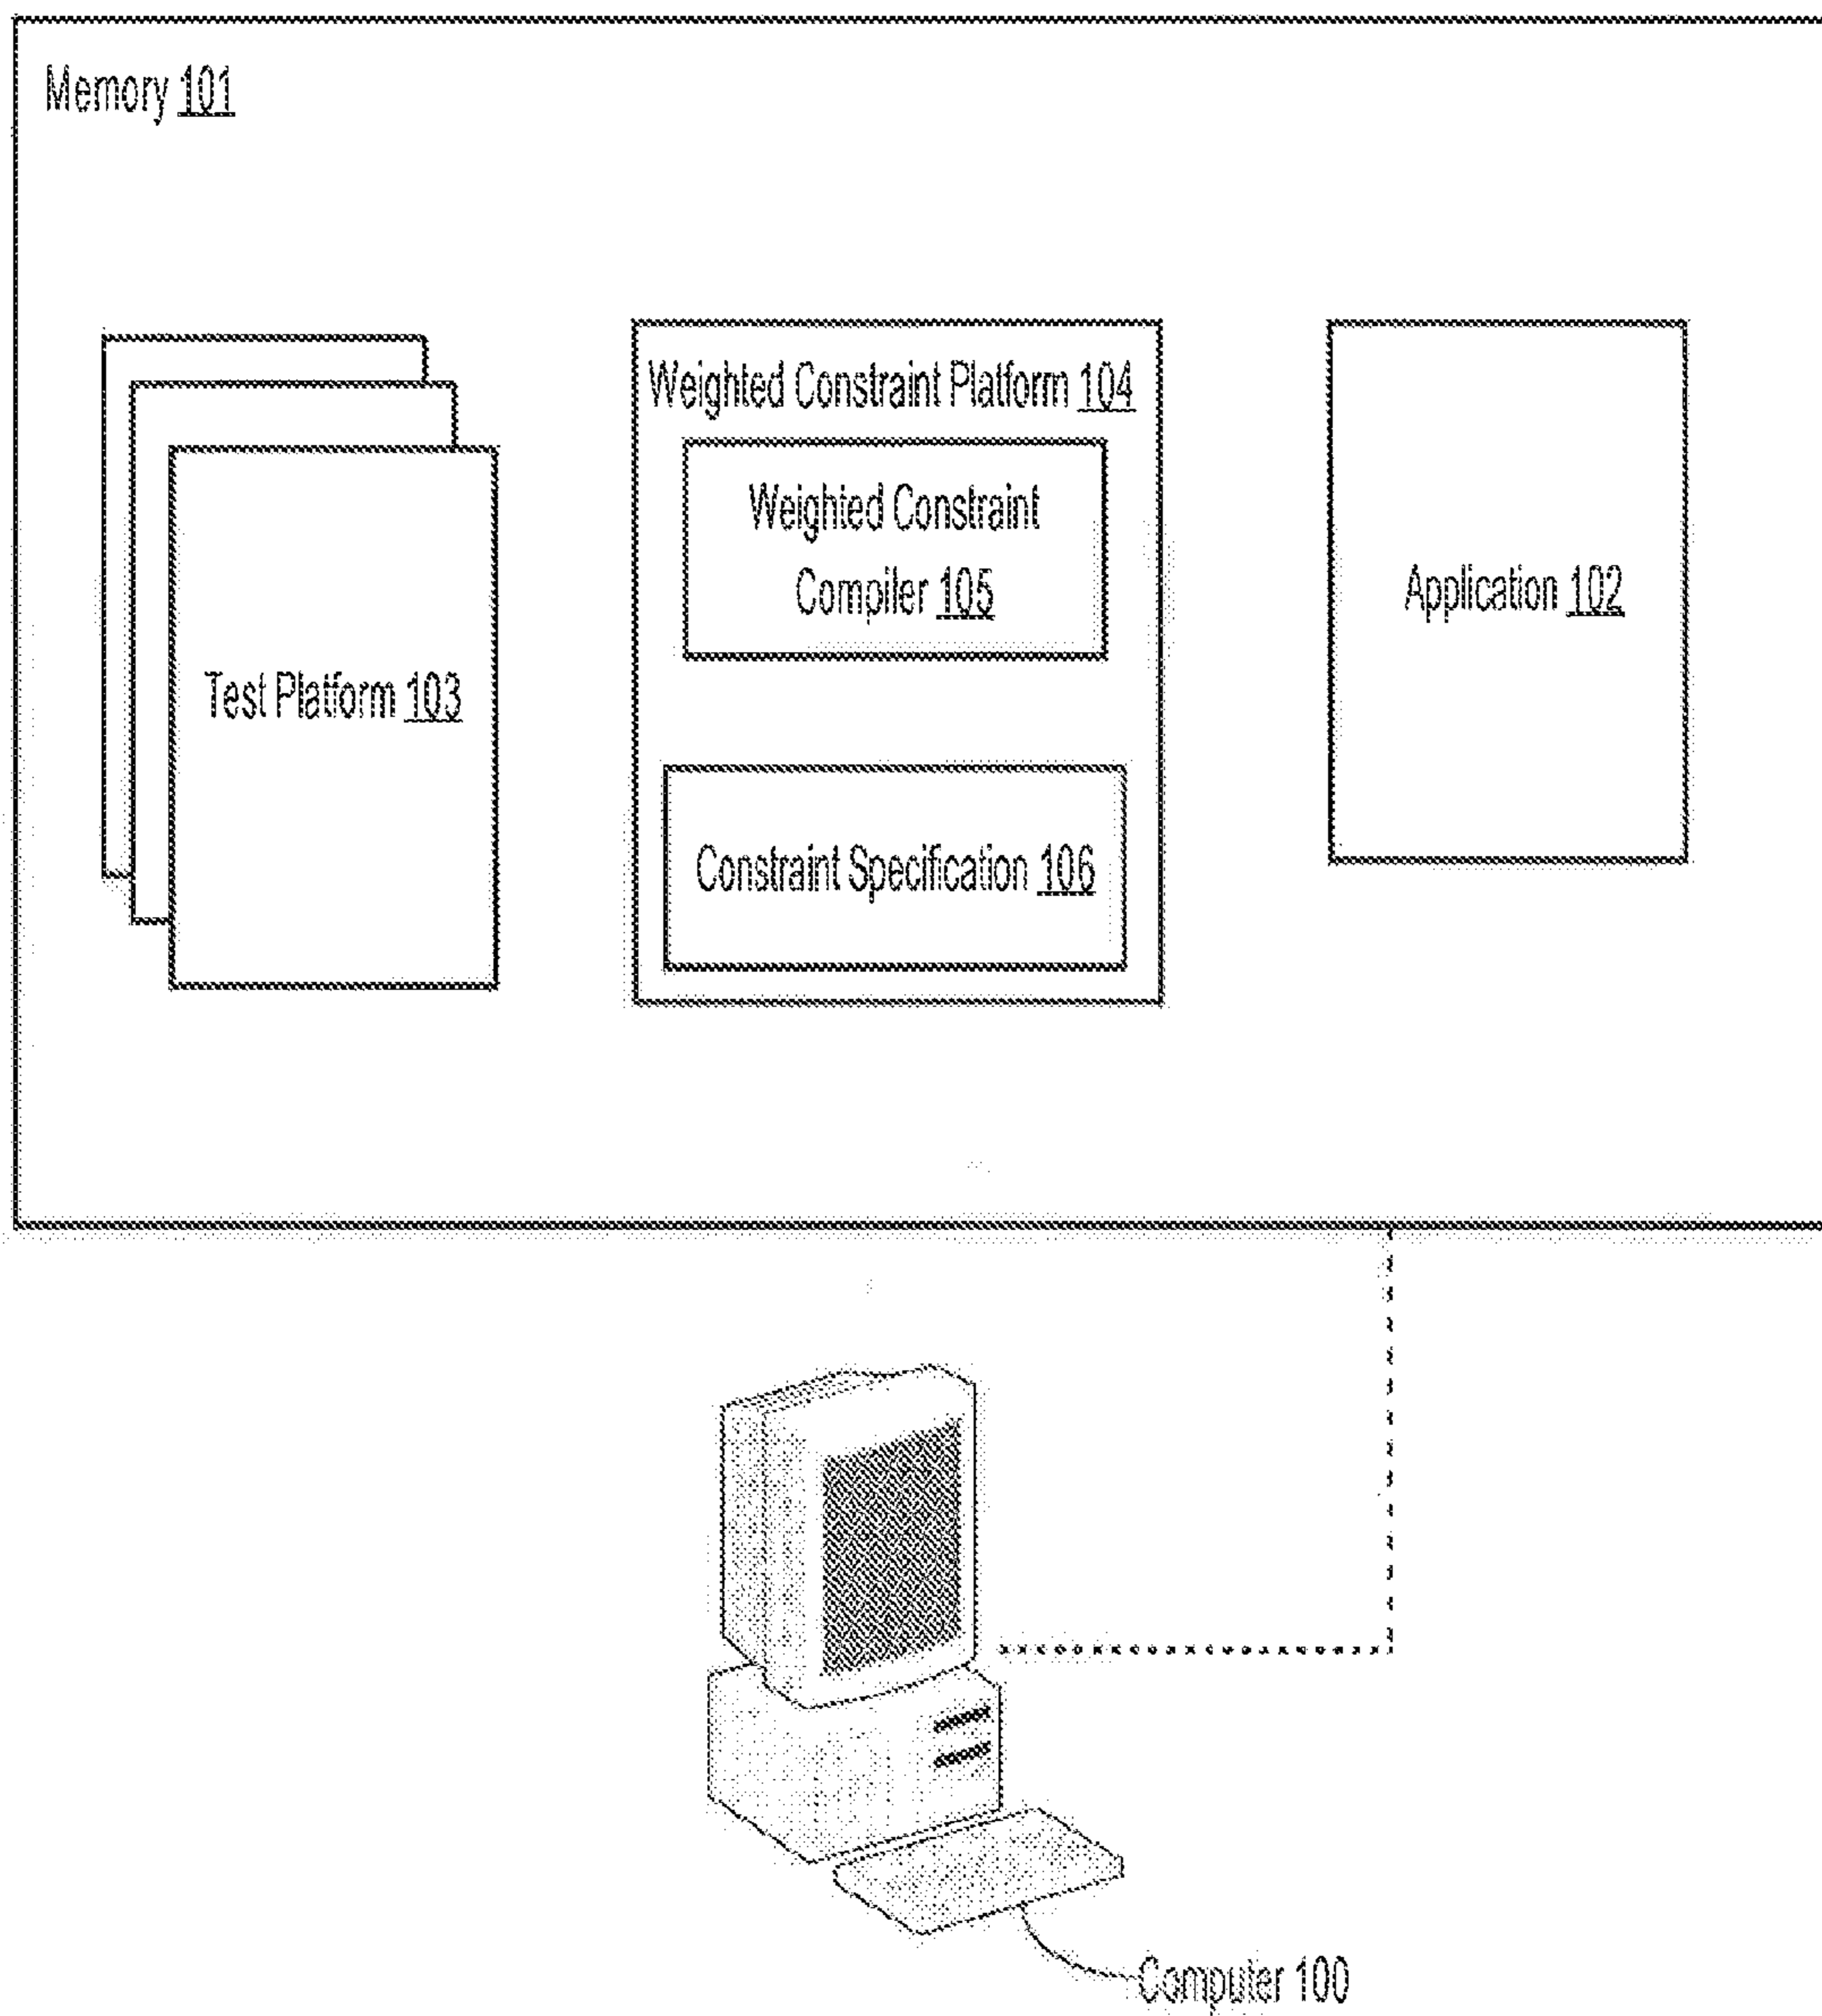 Memory 101
Weighted Constraint Platform 104
Weighted Constraint
Compiler 105
Application 102
Test Platform 103
Constraint Specification 106
Computer 100